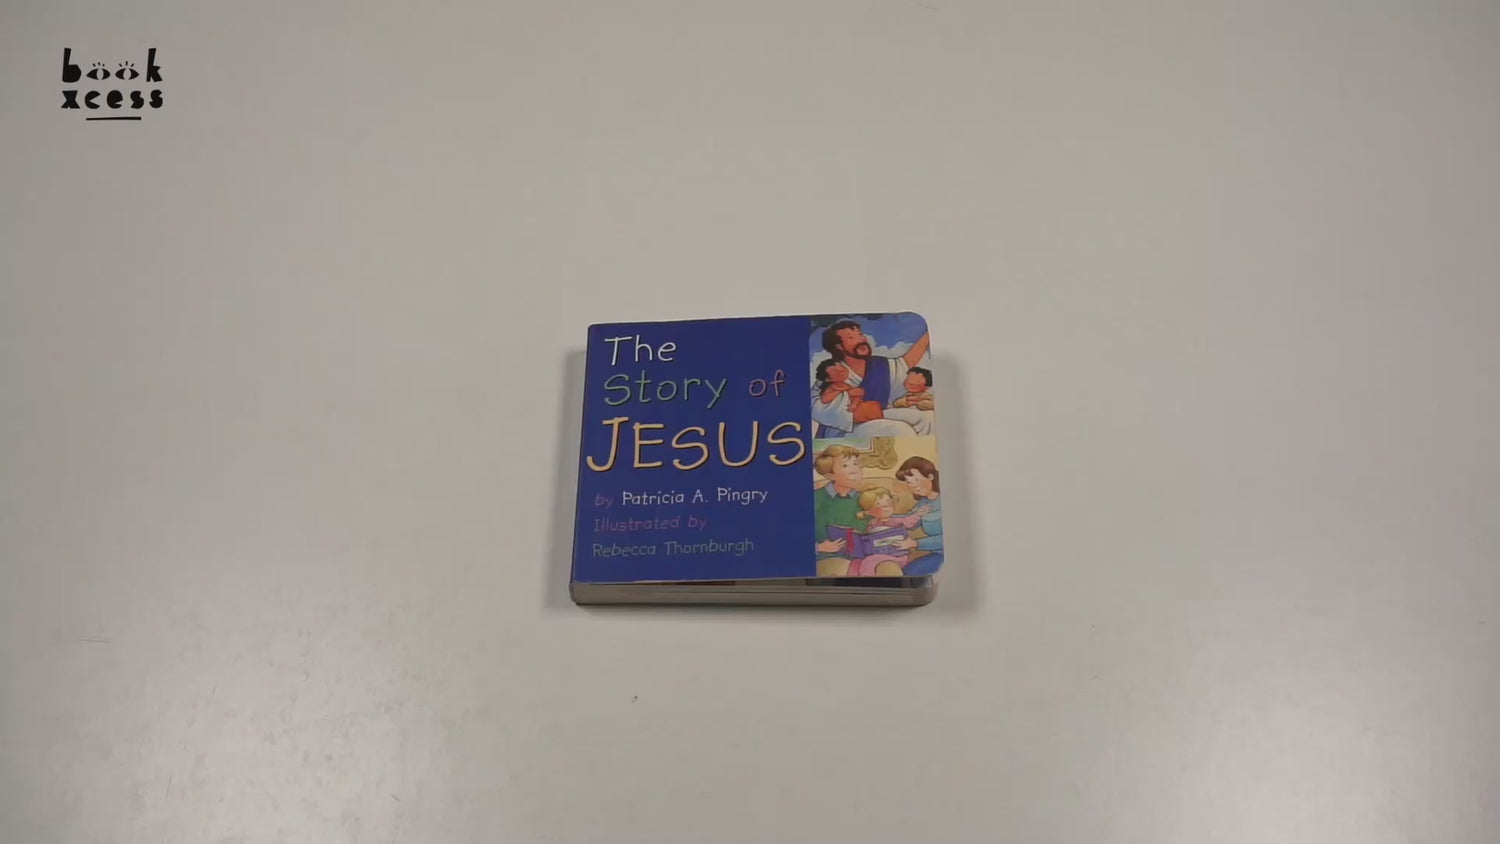 book
xcess
The
Story of
JESUS
by Patricia A. Pingry
Illustrated by
Rebecca Thornburgh